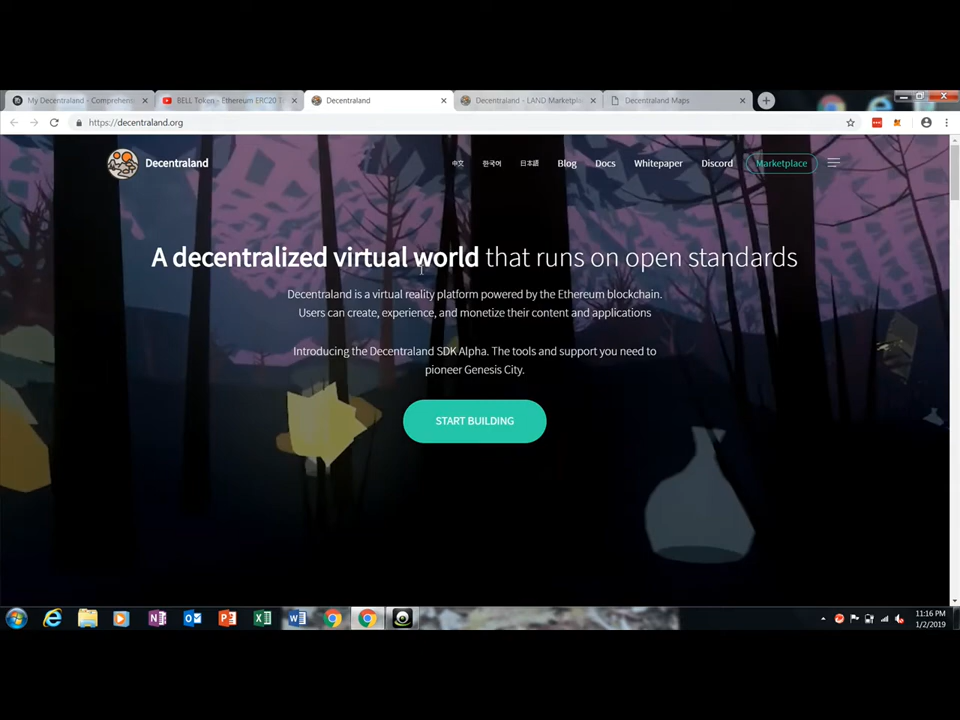 My Decentraland - Comprehens
BELL Token - Ethereum ERC20 T
Decentraland
Decentraland - LAND Marketpla
Decentraland Maps
https://decentraland.org
Decentraland
中文
한국어
日本語
Blog
Docs
Whitepaper
Discord
Marketplace
A decentralized virtual world that runs on open standards
Decentraland is a virtual reality platform powered by the Ethereum blockchain.
Users can create, experience, and monetize their content and applications
Introducing the Decentraland SDK Alpha. The tools and support you need to
pioneer Genesis City.
START BUILDING
11:16 PM
1/2/2019